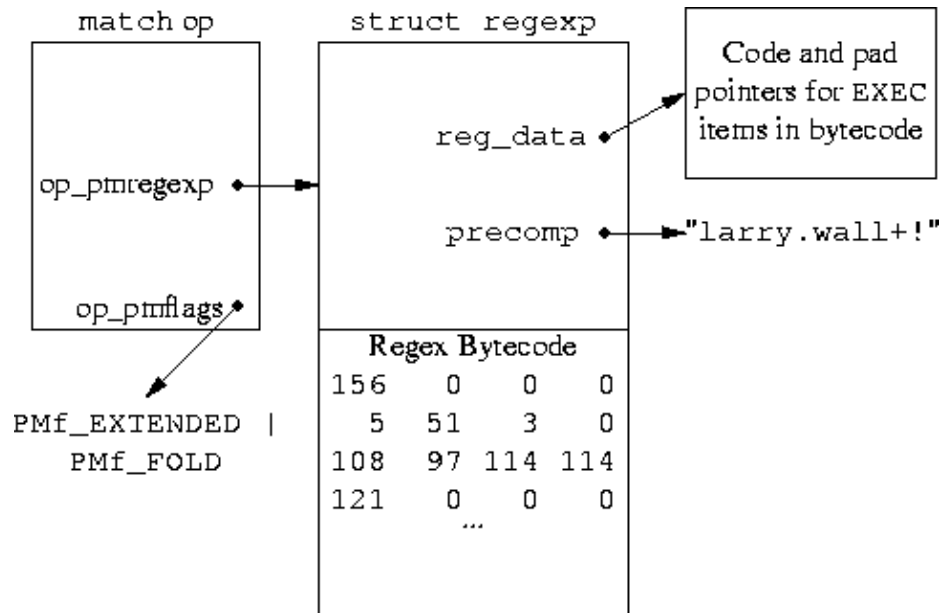 match op
struct regexp
Code and pad
pointers for EXEC
items in bytecode
reg_data
op_pmregexp
precomp
"larry.wall+!"
op_pmflags
PMf_EXTENDED |
PMf_FOLD
Regex Bytecode
156 0 0 0
5 51 3 0
108 97 114 114
121 0 0 0
...